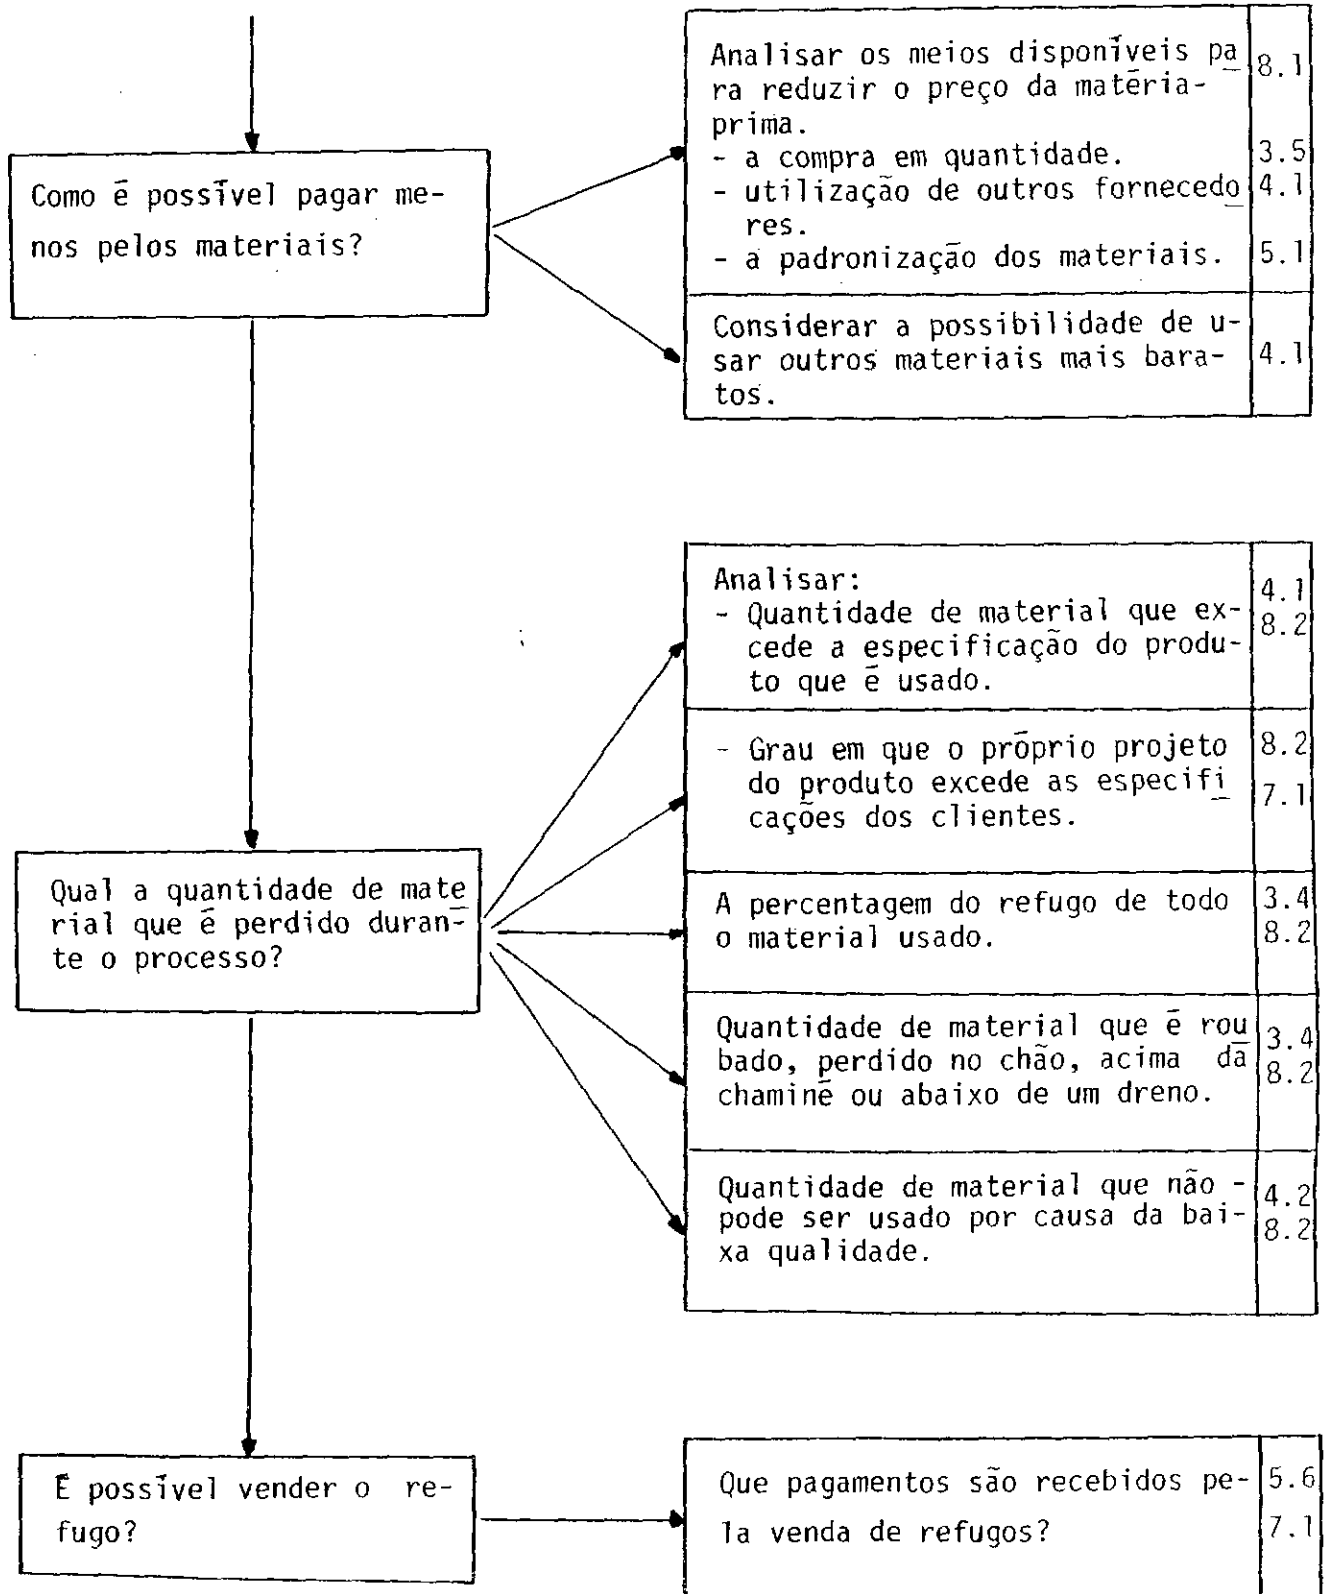 Como é possível pagar me-
nos pelos materiais?
Analisar os meios disponíveis pa
ra reduzir o preço da matéria-
prima.
8.1
- a compra em quantidade. 3.5
- utilização de outros fornecedo 4.1
res.
- a padronização dos materiais. 5.1
Considerar a possibilidade de u-
sar outros materiais mais bara- 4.1
tos.
Qual a quantidade de mate
rial que é perdido duran-
te o processo?
Analisar: 4.1
- Quantidade de material que ex- 8.2
cede a especificação do produ-
to que é usado.
- Grau em que o próprio projeto 8.2
do produto excede as especifi 7.1
cações dos clientes.
A percentagem do refugo de todo 3.4
o material usado. 8.2
Quantidade de material que é rou 3.4
bado, perdido no chão, acima da 8.2
chaminé ou abaixo de um dreno.
Quantidade de material que não - 4.2
pode ser usado por causa da bai- 8.2
xa qualidade.
É possível vender o re-
fugo?
Que pagamentos são recebidos pe- 5.6
la venda de refugos? 7.1